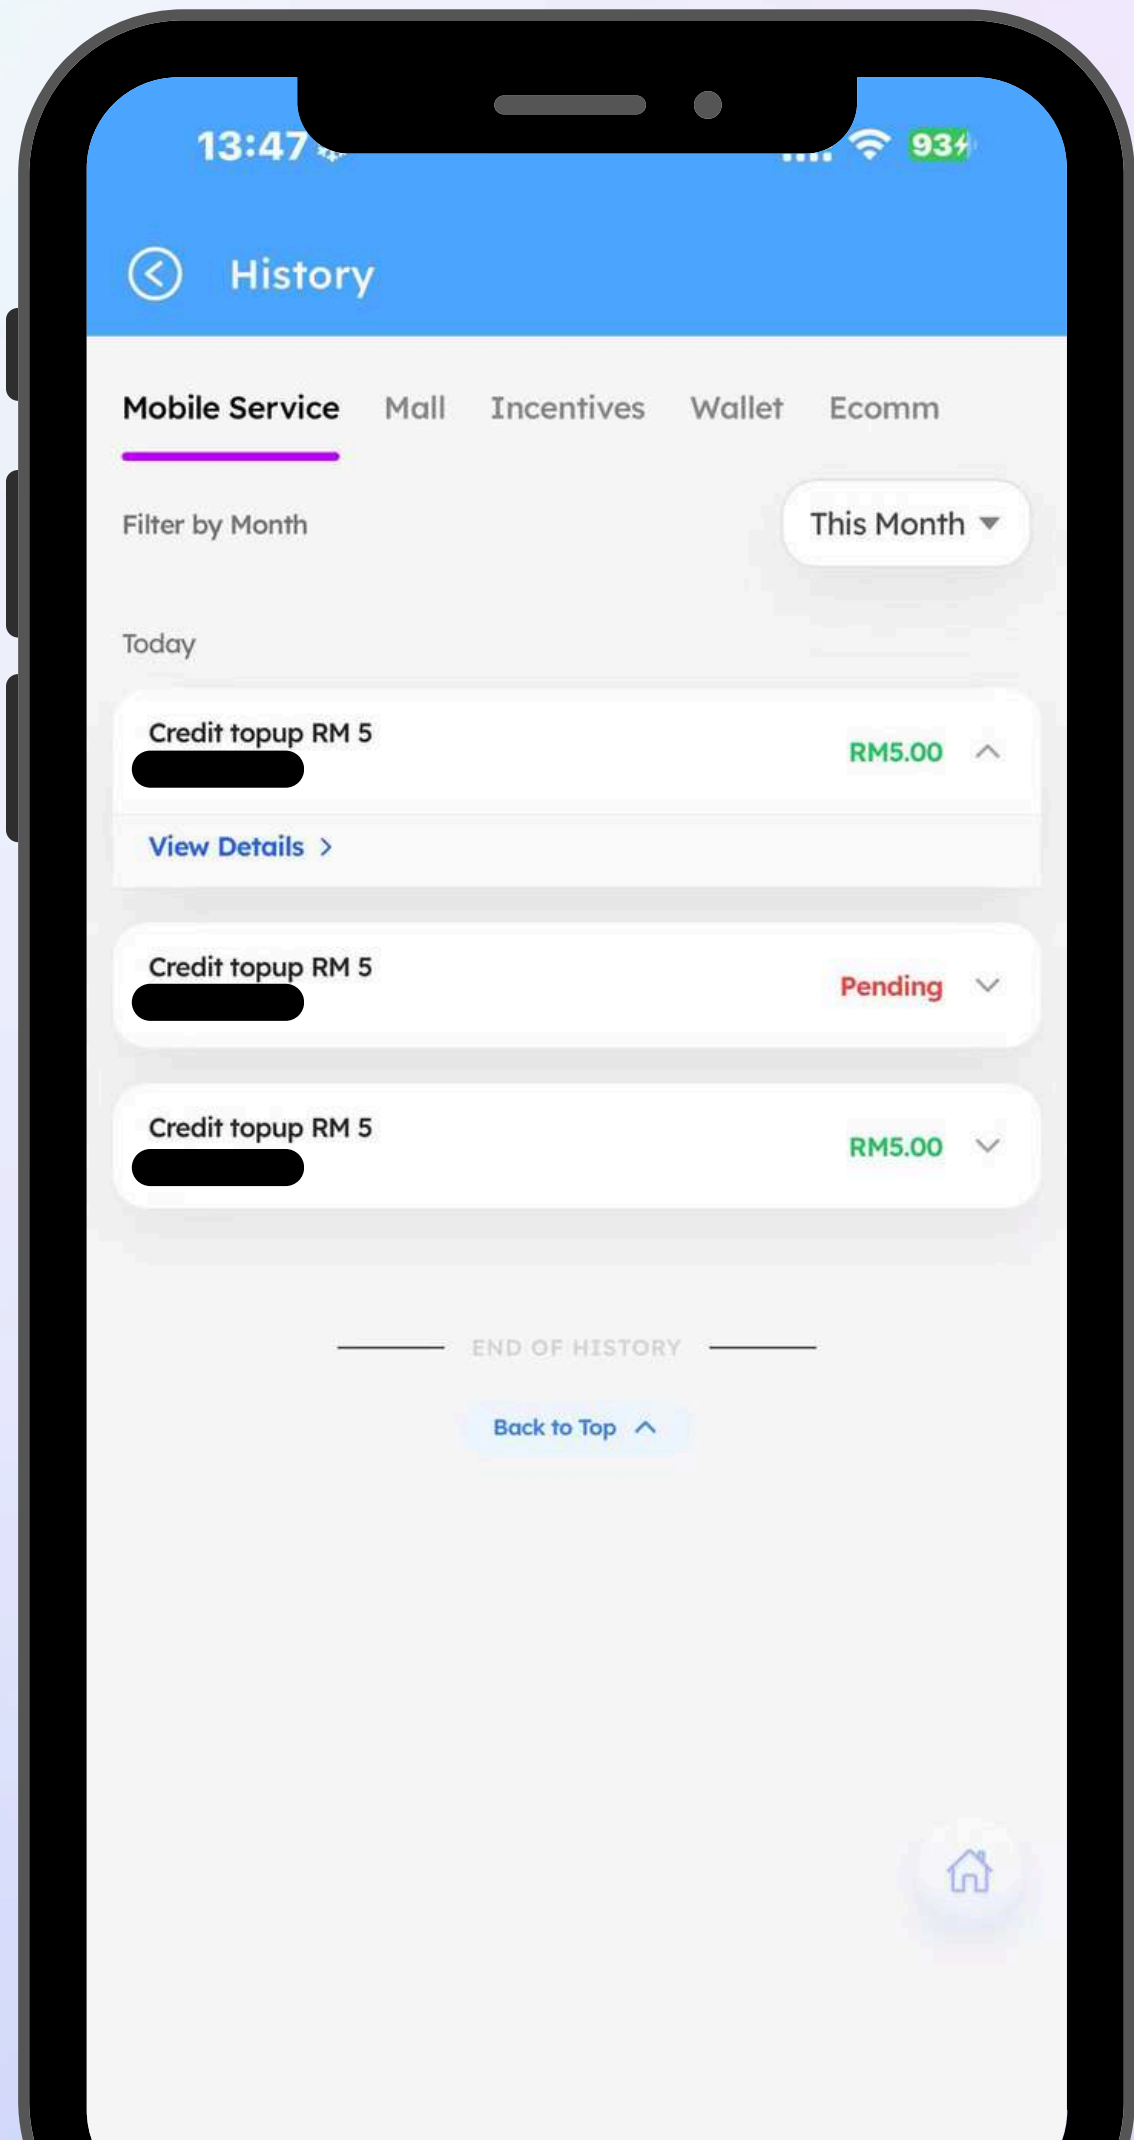 13:47
93
History
Mobile Service Mall Incentives Wallet Ecomm
Filter by Month
This Month
Today
Credit topup RM 5
RM5.00
View Details
Credit topup RM 5
Pending
Credit topup RM 5
RM5.00
END OF HISTORY
Back to Top